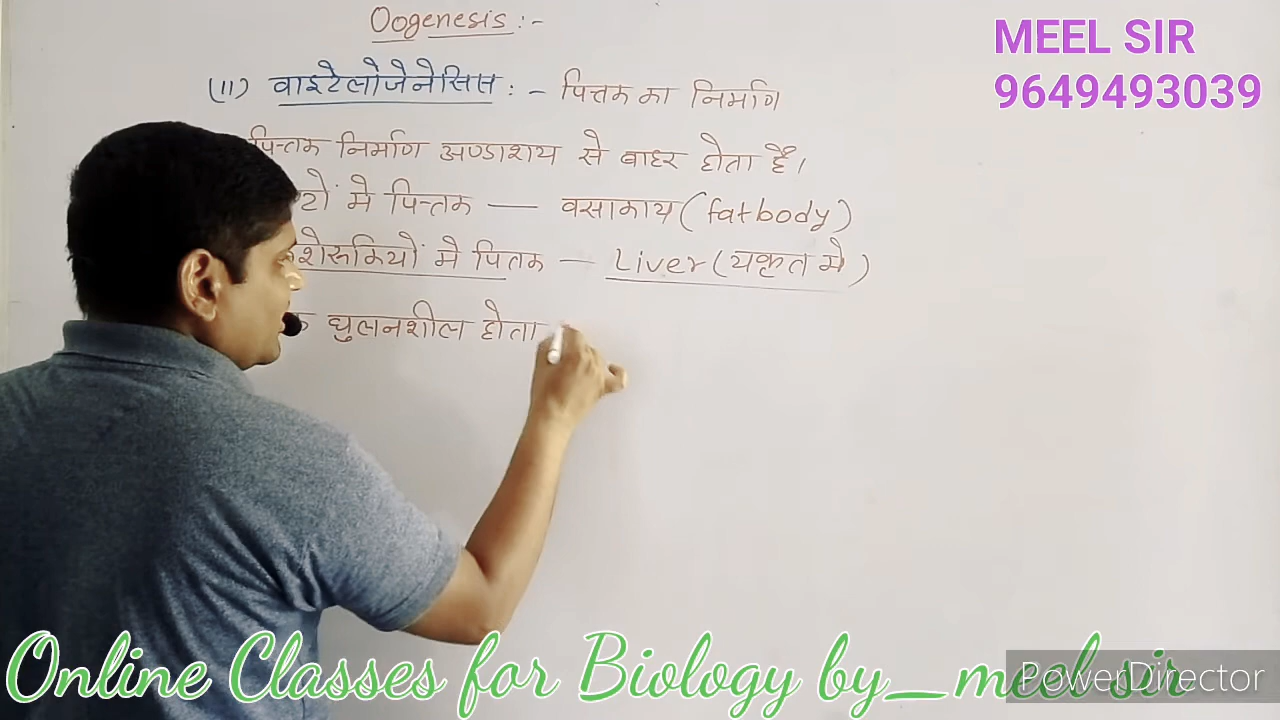 Oogenesis :-
MEEL SIR
9649493039
(II) वाइटेलोजेनेसिस : - पित्तक का निर्माण
पित्तक निर्माण अण्डाशय से बाहर होता है।
में पित्तक — वसाकाय (fatbody)
में पितक — Liver (यकृत मे)
घुलनशील होता
Online Classes for Biology by_meel sir
PowerDirector